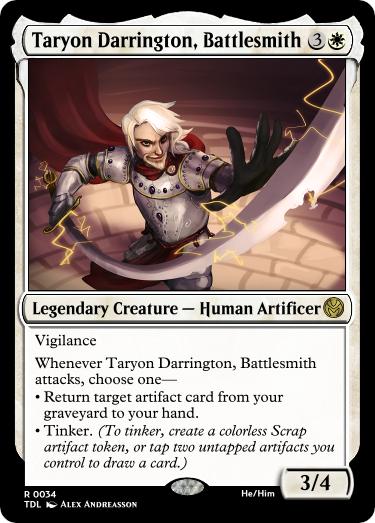 Taryon Darrington, Battlesmith 3
Legendary Creature — Human Artificer
Vigilance
Whenever Taryon Darrington, Battlesmith
attacks, choose one—
• Return target artifact card from your
graveyard to your hand.
• Tinker. (To tinker, create a colorless Scrap
artifact token, or tap two untapped artifacts you
control to draw a card.)
3/4
R 0034
He/Him
TDL Alex Andreasson